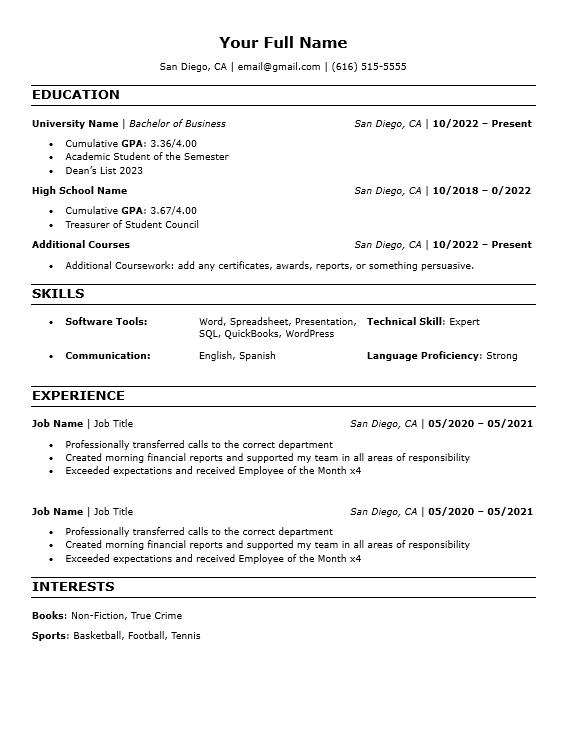 Your Full Name
San Diego, CA | email@gmail.com | (616) 515-5555
EDUCATION
University Name | Bachelor of Business San Diego, CA | 10/2022 – Present
• Cumulative GPA: 3.36/4.00
• Academic Student of the Semester
• Dean’s List 2023
High School Name San Diego, CA | 10/2018 – 0/2022
• Cumulative GPA: 3.67/4.00
• Treasurer of Student Council
Additional Courses San Diego, CA | 10/2022 – Present
• Additional Coursework: add any certificates, awards, reports, or something persuasive.
SKILLS
• Software Tools: Word, Spreadsheet, Presentation, Technical Skill: Expert
SQL, QuickBooks, WordPress
• Communication: English, Spanish Language Proficiency: Strong
EXPERIENCE
Job Name | Job Title San Diego, CA | 05/2020 – 05/2021
• Professionally transferred calls to the correct department
• Created morning financial reports and supported my team in all areas of responsibility
• Exceeded expectations and received Employee of the Month x4
Job Name | Job Title San Diego, CA | 05/2020 – 05/2021
• Professionally transferred calls to the correct department
• Created morning financial reports and supported my team in all areas of responsibility
• Exceeded expectations and received Employee of the Month x4
INTERESTS
Books: Non-Fiction, True Crime
Sports: Basketball, Football, Tennis